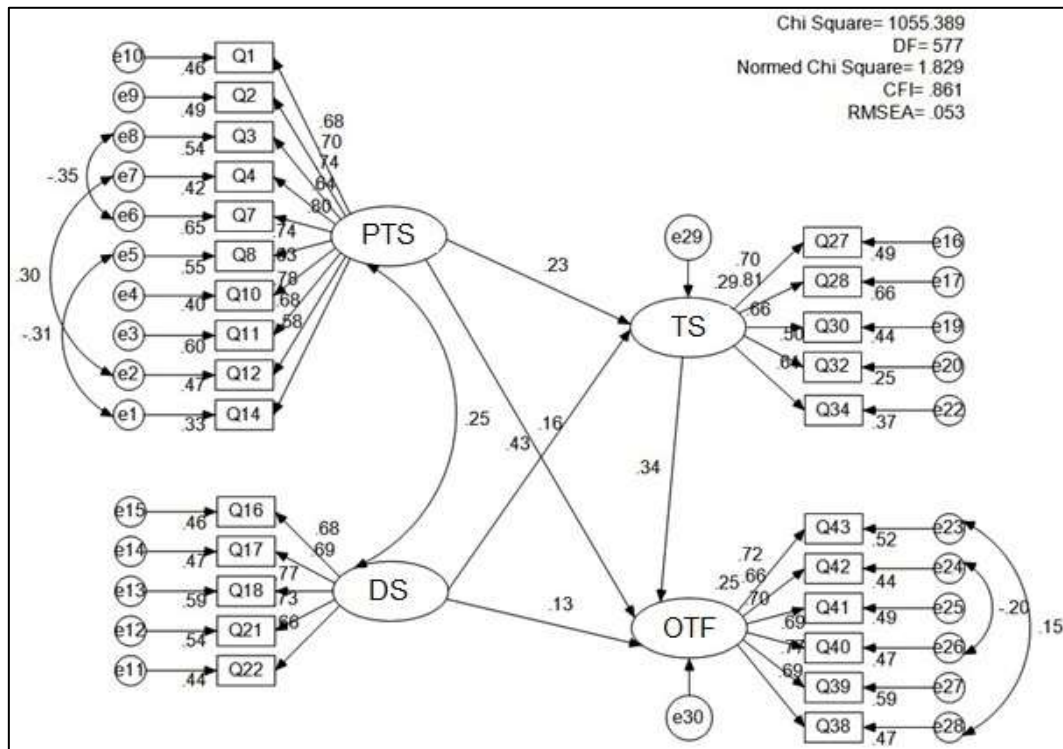 Chi Square= 1055.389
DF= 577
Normed Chi Square= 1.829
CFI= .861
RMSEA= .053
e10 .46 Q1
e9 .49 Q2
e8 .54 Q3
e7 .42 Q4
e6 .65 Q7
e5 .55 Q8
e4 .40 Q10
e3 .60 Q11
e2 .47 Q12
e1 .33 Q14
-.35
.30
-.31
.68
.70
.74
.64
.80
.74
.78
.68
.58
PTS
.23
.25
.43
.16
.34
.13
e15 .46 Q16
e14 .47 Q17
e13 .59 Q18
e12 .54 Q21
e11 .44 Q22
.68
.69
.77
.73
.66
DS
e29
TS
.29
.70
.81
.66
.50
Q27 .49 e16
Q28 .66 e17
Q30 .44 e19
Q32 .25 e20
Q34 .37 e22
OTF
e30
.25
.72
.66
.70
.69
.77
.69
Q43 .52 e23
Q42 .44 e24
Q41 .49 e25
Q40 .47 e26
Q39 .59 e27
Q38 .47 e28
-.20
.15